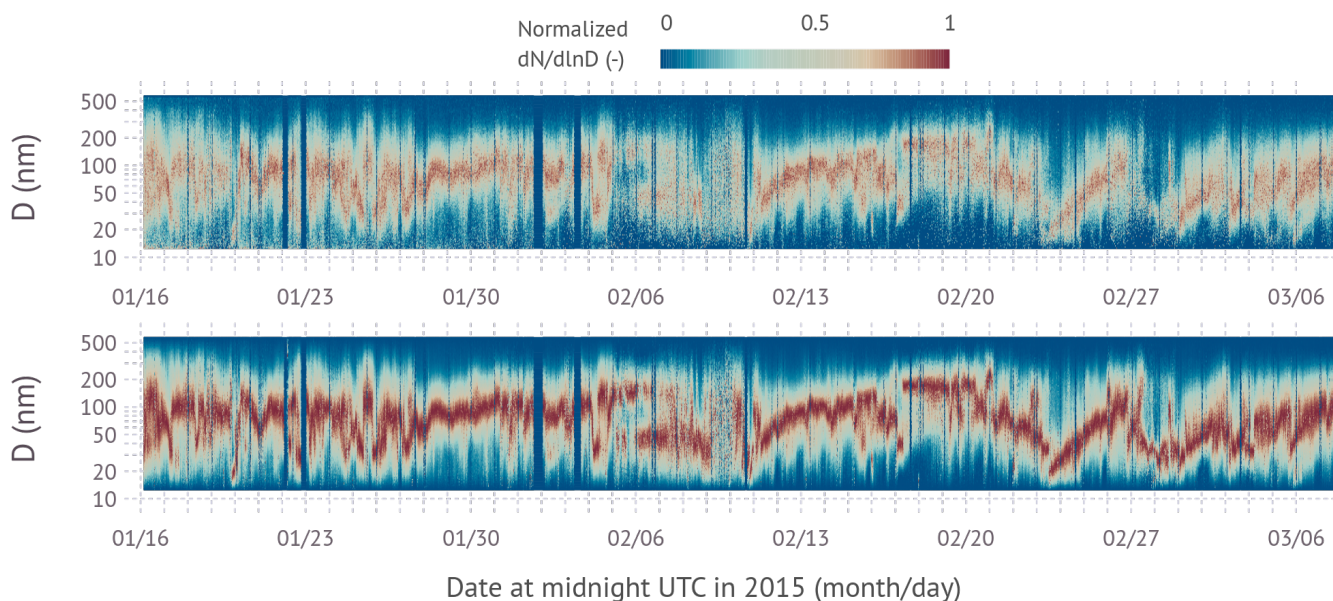 Normalized
dN/dlnD (-)
0 0.5 1
D (nm)
500
200
100
50
20
10
01/16 01/23 01/30 02/06 02/13 02/20 02/27 03/06
D (nm)
500
200
100
50
20
10
01/16 01/23 01/30 02/06 02/13 02/20 02/27 03/06
Date at midnight UTC in 2015 (month/day)